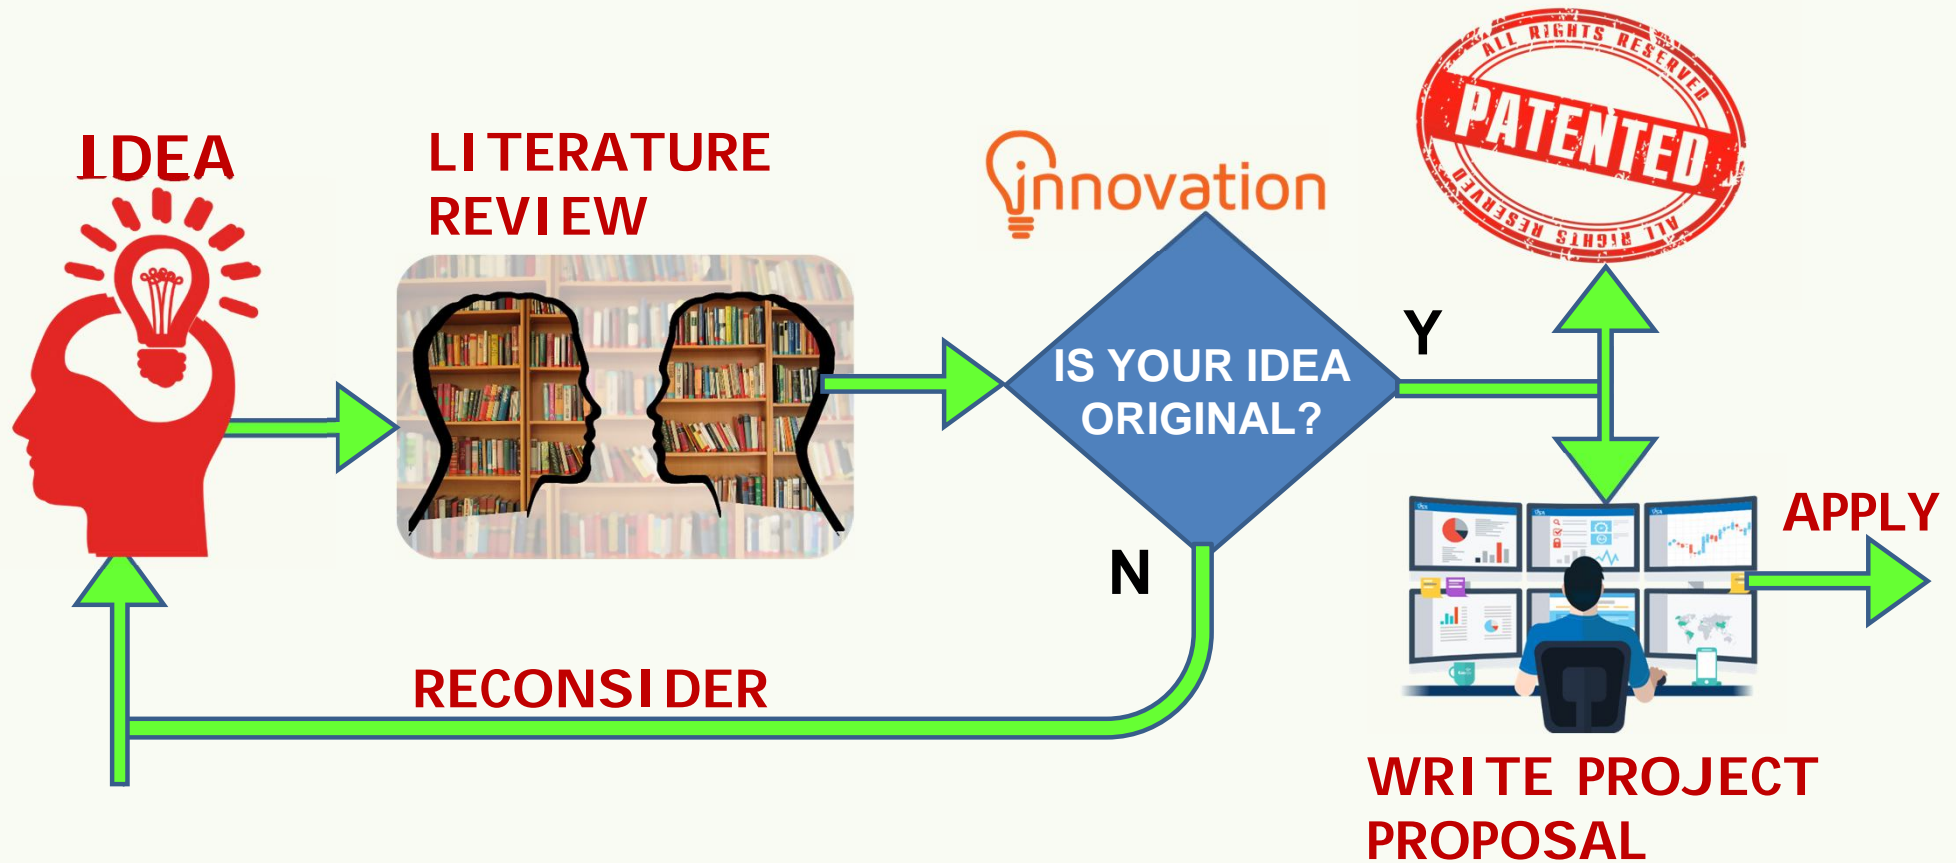 IDEA
LITERATURE
REVIEW
innovation
ALL RIGHTS RESERVED
PATENTED
ALL RIGHTS RESERVED
IS YOUR IDEA
ORIGINAL?
Y
N
APPLY
RECONSIDER
WRITE PROJECT
PROPOSAL